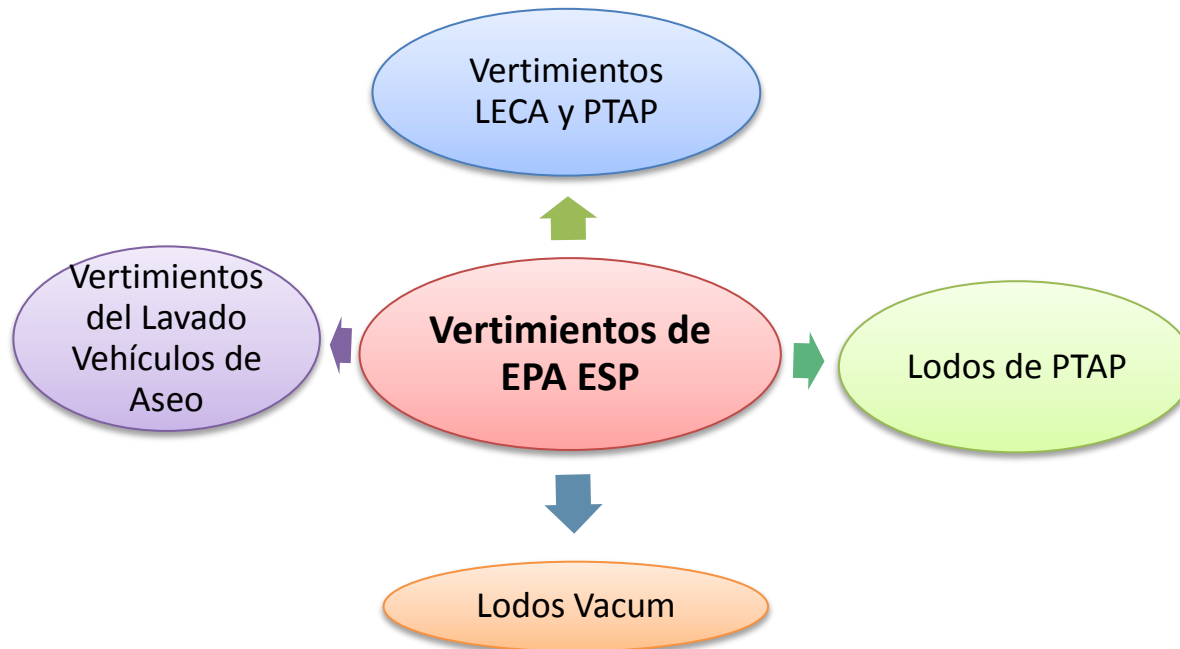 Vertimientos
LECA y PTAP
Vertimientos
del Lavado
Vehículos de
Aseo
Vertimientos de
EPA ESP
Lodos de PTAP
Lodos Vacum